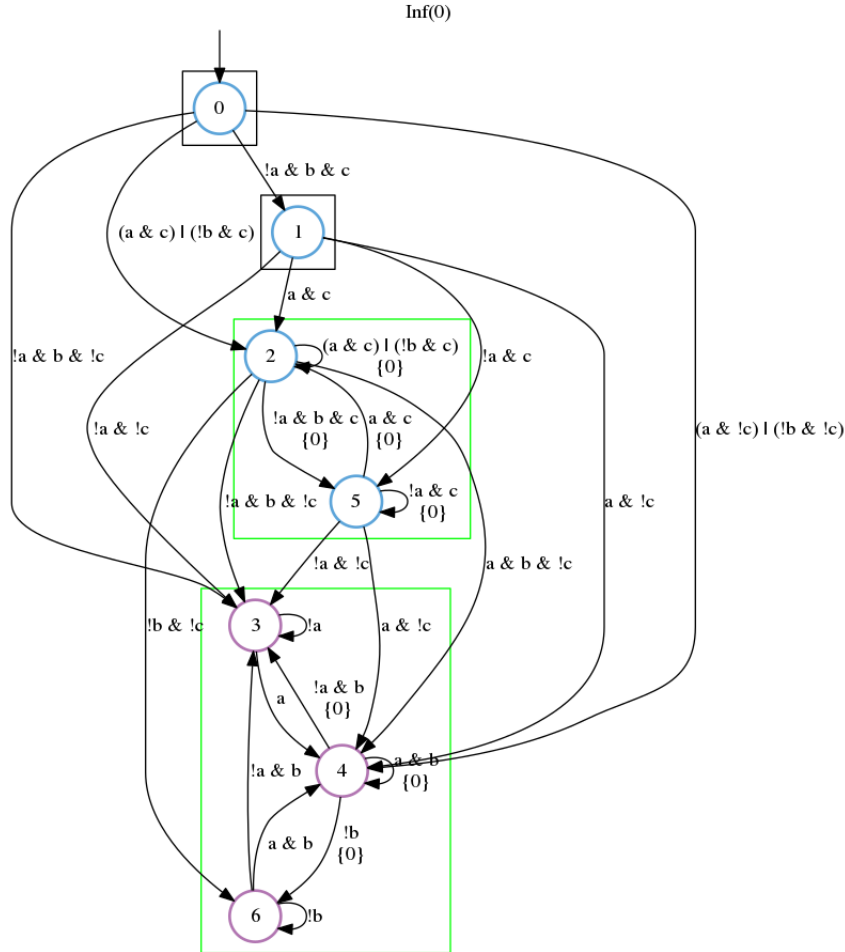 Inf(0)
0
!a & b & c
1
(a & c) | (!b & c)
a & c
2
(a & c) | (!b & c)
{0}
!a & c
!a & b & !c
!a & b & c
{0}
a & c
{0}
!a & !c
(a & !c) | (!b & !c)
5
!a & c
{0}
!a & b & !c
a & !c
!a & !c
a & b & !c
3
!a
!b & !c
a & !c
a
!a & b
{0}
!a & b
4
a & b
{0}
a & b
!b
{0}
6
!b